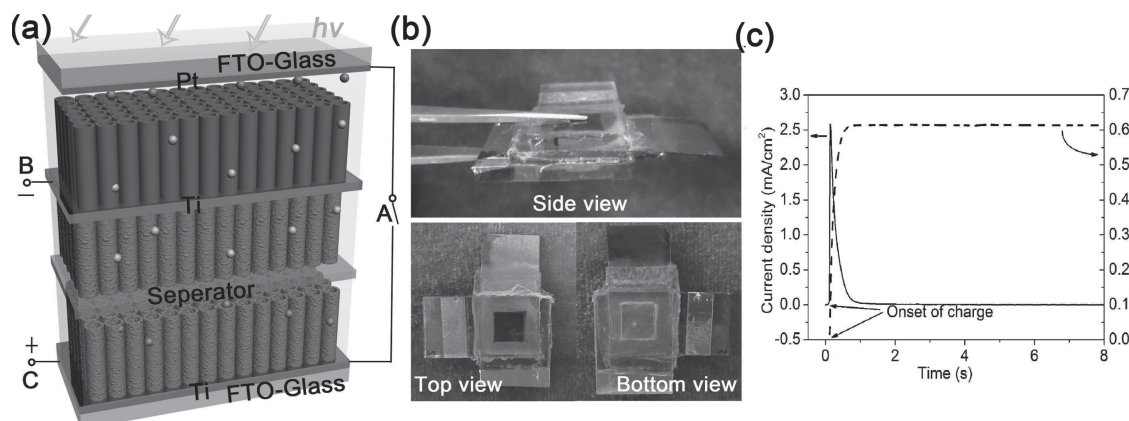 (a)
hν
FTO-Glass
Pt
B
−
Ti
A
Seperator
+
C
Ti
FTO-Glass
(b)
Side view
Top view
Bottom view
(c)
Current density (mA/cm²)
3.0
2.5
2.0
1.5
1.0
0.5
0.0
-0.5
0.7
0.6
0.5
0.4
0.3
0.2
0.1
0.0
Onset of charge
0 2 4 6 8
Time (s)